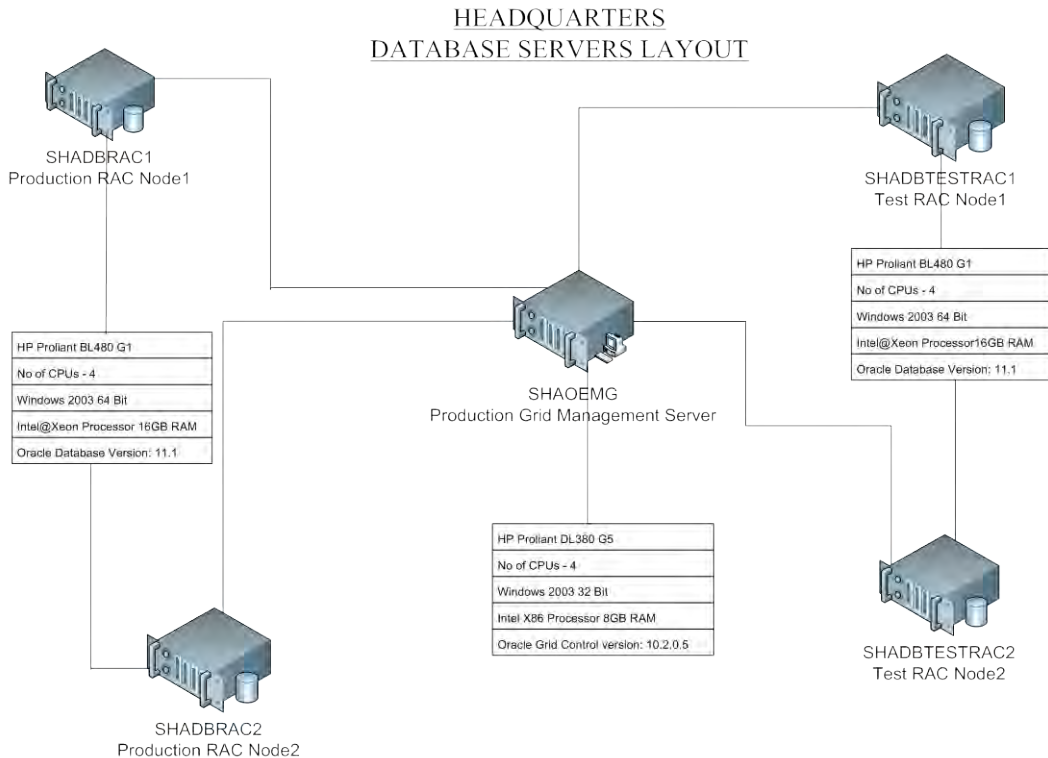 HEADQUARTERS
DATABASE SERVERS LAYOUT
SHADBRAC1
Production RAC Node1
SHADBTESTRAC1
Test RAC Node1
HP Proliant BL480 G1
No of CPUs - 4
Windows 2003 64 Bit
Intel@Xeon Processor16GB RAM
Oracle Database Version: 11.1
HP Proliant BL480 G1
No of CPUs - 4
Windows 2003 64 Bit
Intel@Xeon Processor 16GB RAM
Oracle Database Version: 11.1
SHAOEMG
Production Grid Management Server
HP Proliant DL380 G5
No of CPUs - 4
Windows 2003 32 Bit
Intel X86 Processor 8GB RAM
Oracle Grid Control version: 10.2.0.5
SHADBTESTRAC2
Test RAC Node2
SHADBRAC2
Production RAC Node2